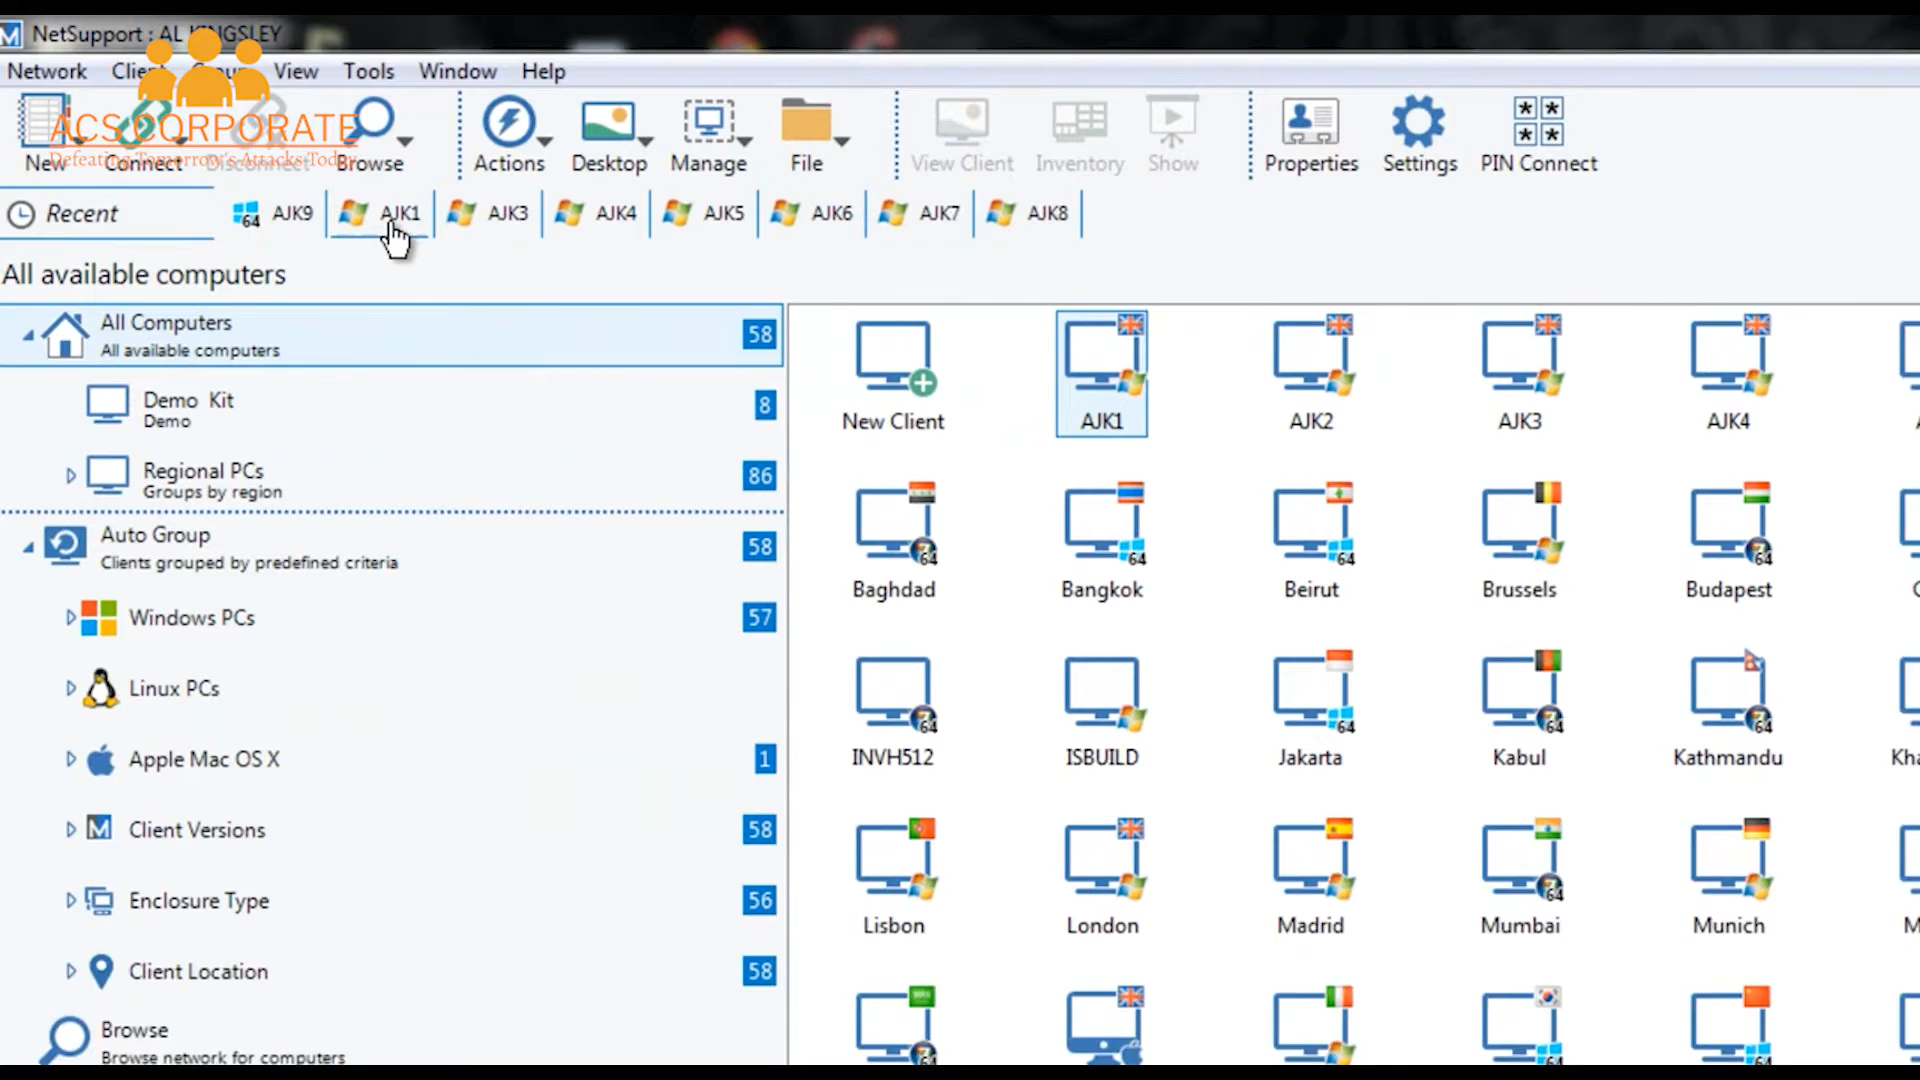 NetSupport : AL KINGSLEY
Network Client Group View Tools Window Help
ACS CORPORATE
Defeating Tomorrow's Attacks Today
New Connect Disconnect Browse Actions Desktop Manage File View Client Inventory Show Properties Settings PIN Connect
Recent AJK9 AJK1 AJK3 AJK4 AJK5 AJK6 AJK7 AJK8
All available computers
All Computers 58
All available computers
Demo Kit 8
Demo
Regional PCs 86
Groups by region
Auto Group 58
Clients grouped by predefined criteria
Windows PCs 57
Linux PCs
Apple Mac OS X 1
Client Versions 58
Enclosure Type 56
Client Location 58
Browse
Browse network for computers
New Client AJK1 AJK2 AJK3 AJK4
Baghdad Bangkok Beirut Brussels Budapest
INVH512 ISBUILD Jakarta Kabul Kathmandu
Lisbon London Madrid Mumbai Munich